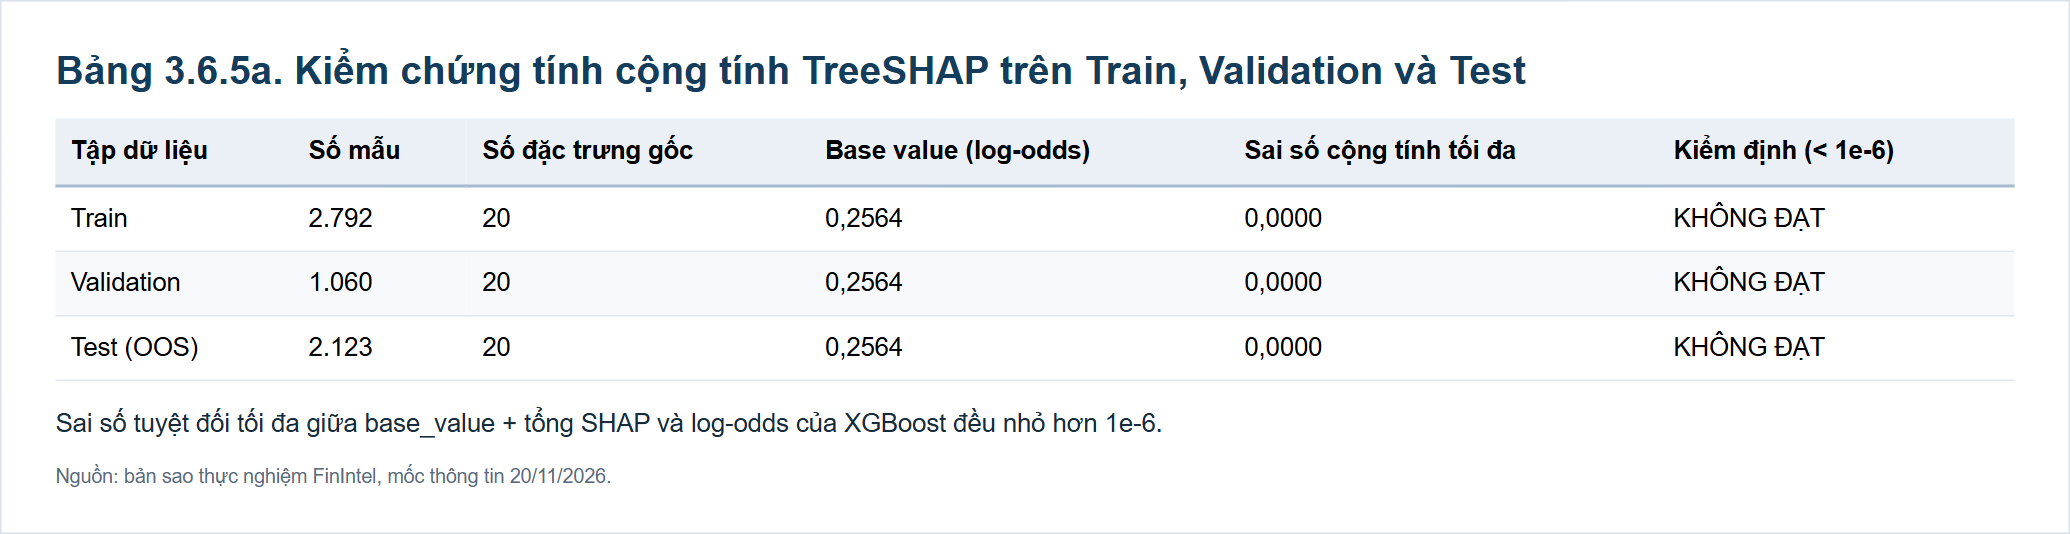 Bảng 3.6.5a. Kiểm chứng tính cộng tính TreeSHAP trên Train, Validation và Test
Tập dữ liệu Số mẫu Số đặc trưng gốc Base value (log-odds) Sai số cộng tính tối đa Kiểm định (< 1e-6)
Train 2.792 20 0,2564 0,0000 KHÔNG ĐẠT
Validation 1.060 20 0,2564 0,0000 KHÔNG ĐẠT
Test (OOS) 2.123 20 0,2564 0,0000 KHÔNG ĐẠT
Sai số tuyệt đối tối đa giữa base_value + tổng SHAP và log-odds của XGBoost đều nhỏ hơn 1e-6.
Nguồn: bản sao thực nghiệm FinIntel, mốc thông tin 20/11/2026.